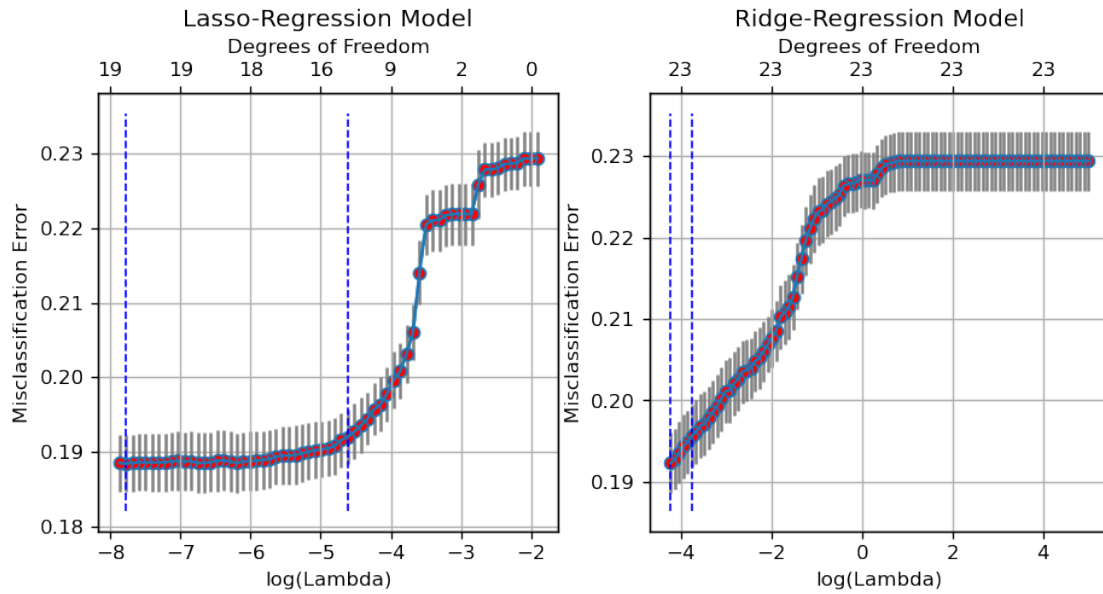 Lasso-Regression Model
Degrees of Freedom
19 19 18 16 9 2 0
Misclassification Error
0.23
0.22
0.21
0.20
0.19
0.18
−8 −7 −6 −5 −4 −3 −2
log(Lambda)
Ridge-Regression Model
Degrees of Freedom
23 23 23 23 23
Misclassification Error
0.23
0.22
0.21
0.20
0.19
−4 −2 0 2 4
log(Lambda)